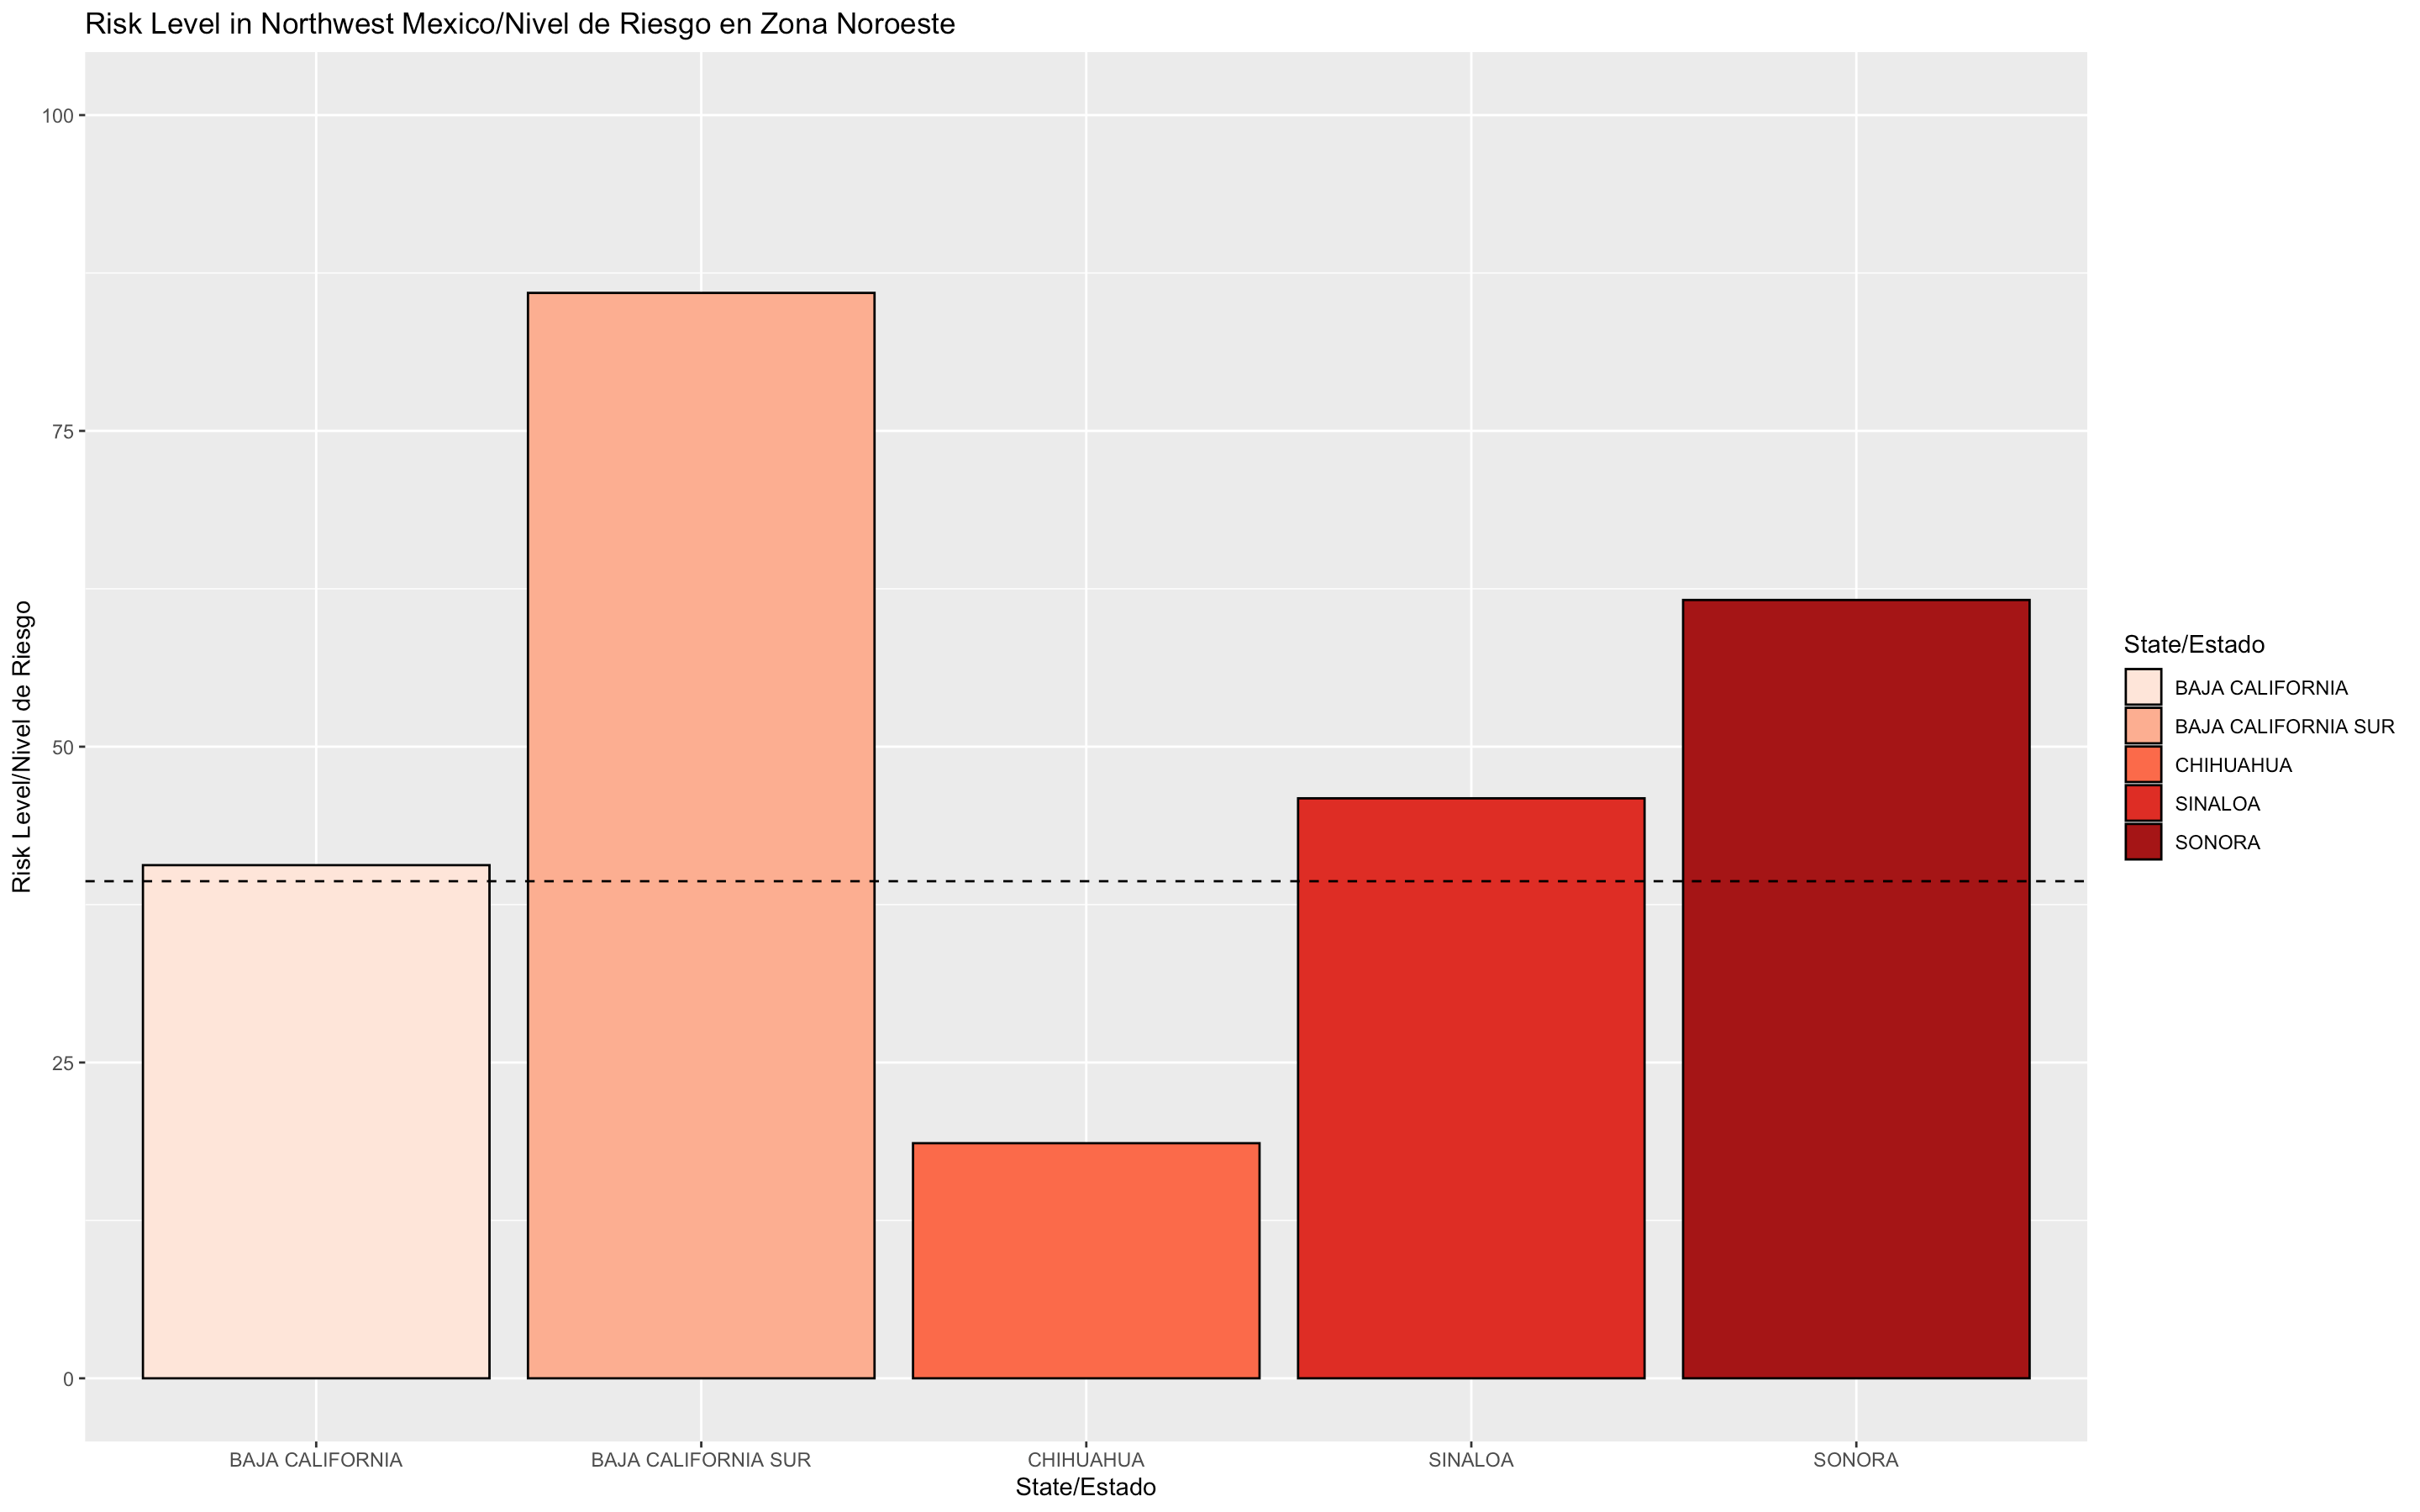 Risk Level in Northwest Mexico/Nivel de Riesgo en Zona Noroeste
Risk Level/Nivel de Riesgo
100
75
50
25
0
BAJA CALIFORNIA
BAJA CALIFORNIA SUR
CHIHUAHUA
SINALOA
SONORA
State/Estado
State/Estado
BAJA CALIFORNIA
BAJA CALIFORNIA SUR
CHIHUAHUA
SINALOA
SONORA